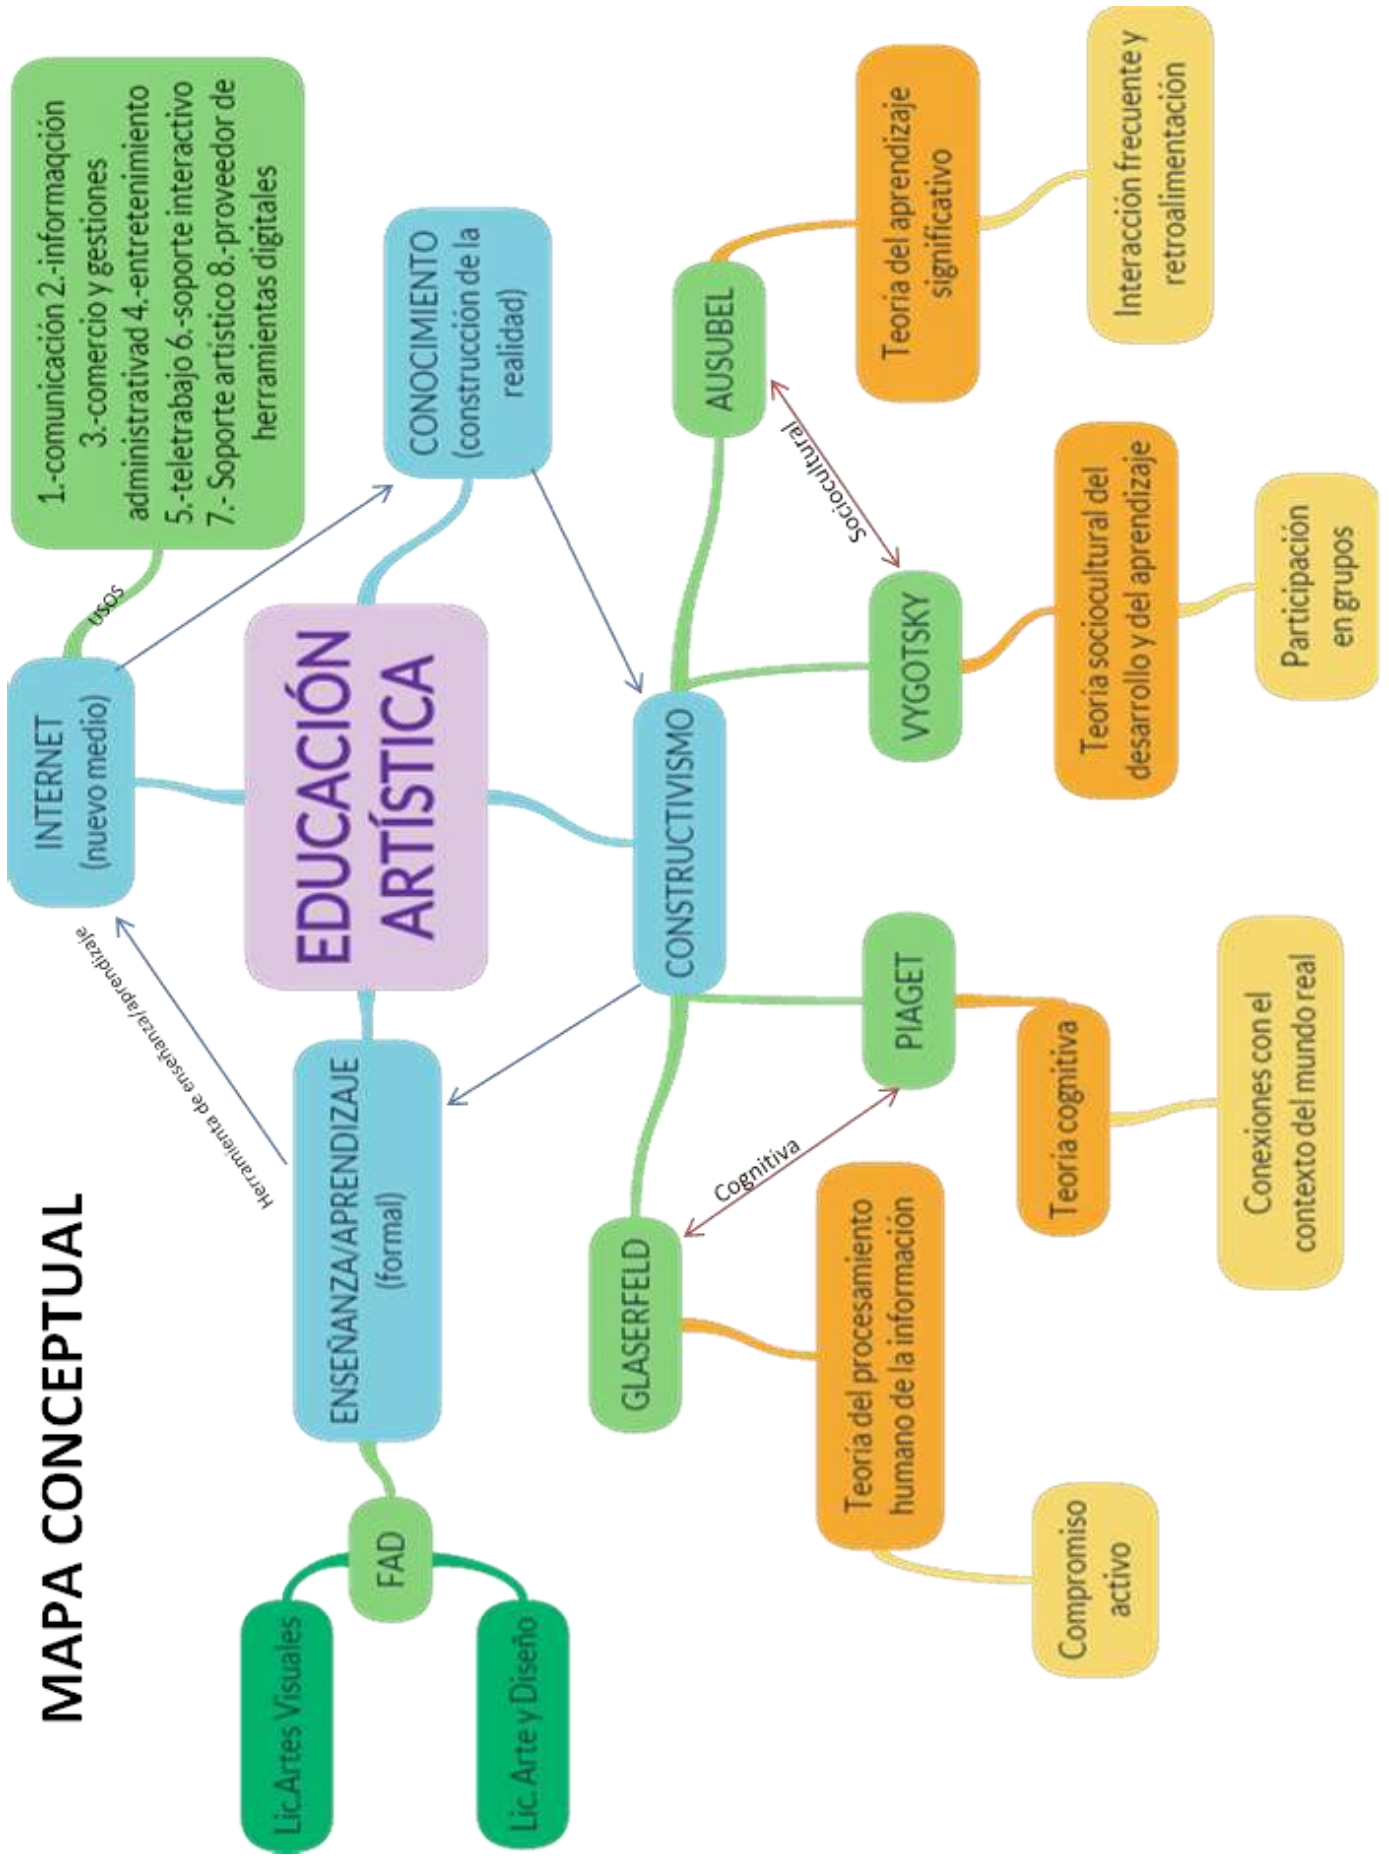 MAPA CONCEPTUAL
INTERNET
(nuevo medio)
usos
1.-comunicación 2.-informaqción
3.-comercio y gestiones
administrativad 4.-entretenimiento
5.-teletrabajo 6.-soporte interactivo
7.- Soporte artístico 8.-proveedor de
herramientas digitales
Herramienta de enseñanza/aprendizaje
Lic.Artes Visuales
FAD
Lic. Arte y Diseño
ENSEÑANZA/APRENDIZAJE
(formal)
EDUCACIÓN
ARTÍSTICA
CONOCIMIENTO
(construcción de la
realidad)
CONSTRUCTIVISMO
GLASERFELD
Cognitiva
PIAGET
VYGOTSKY
Sociocultural
AUSUBEL
Teoría del procesamiento
humano de la información
Teoría cognitiva
Teoría sociocultural del
desarrollo y del aprendizaje
Teoría del aprendizaje
significativo
Compromiso
activo
Conexiones con el
contexto del mundo real
Participación
en grupos
Interacción frecuente y
retroalimentación